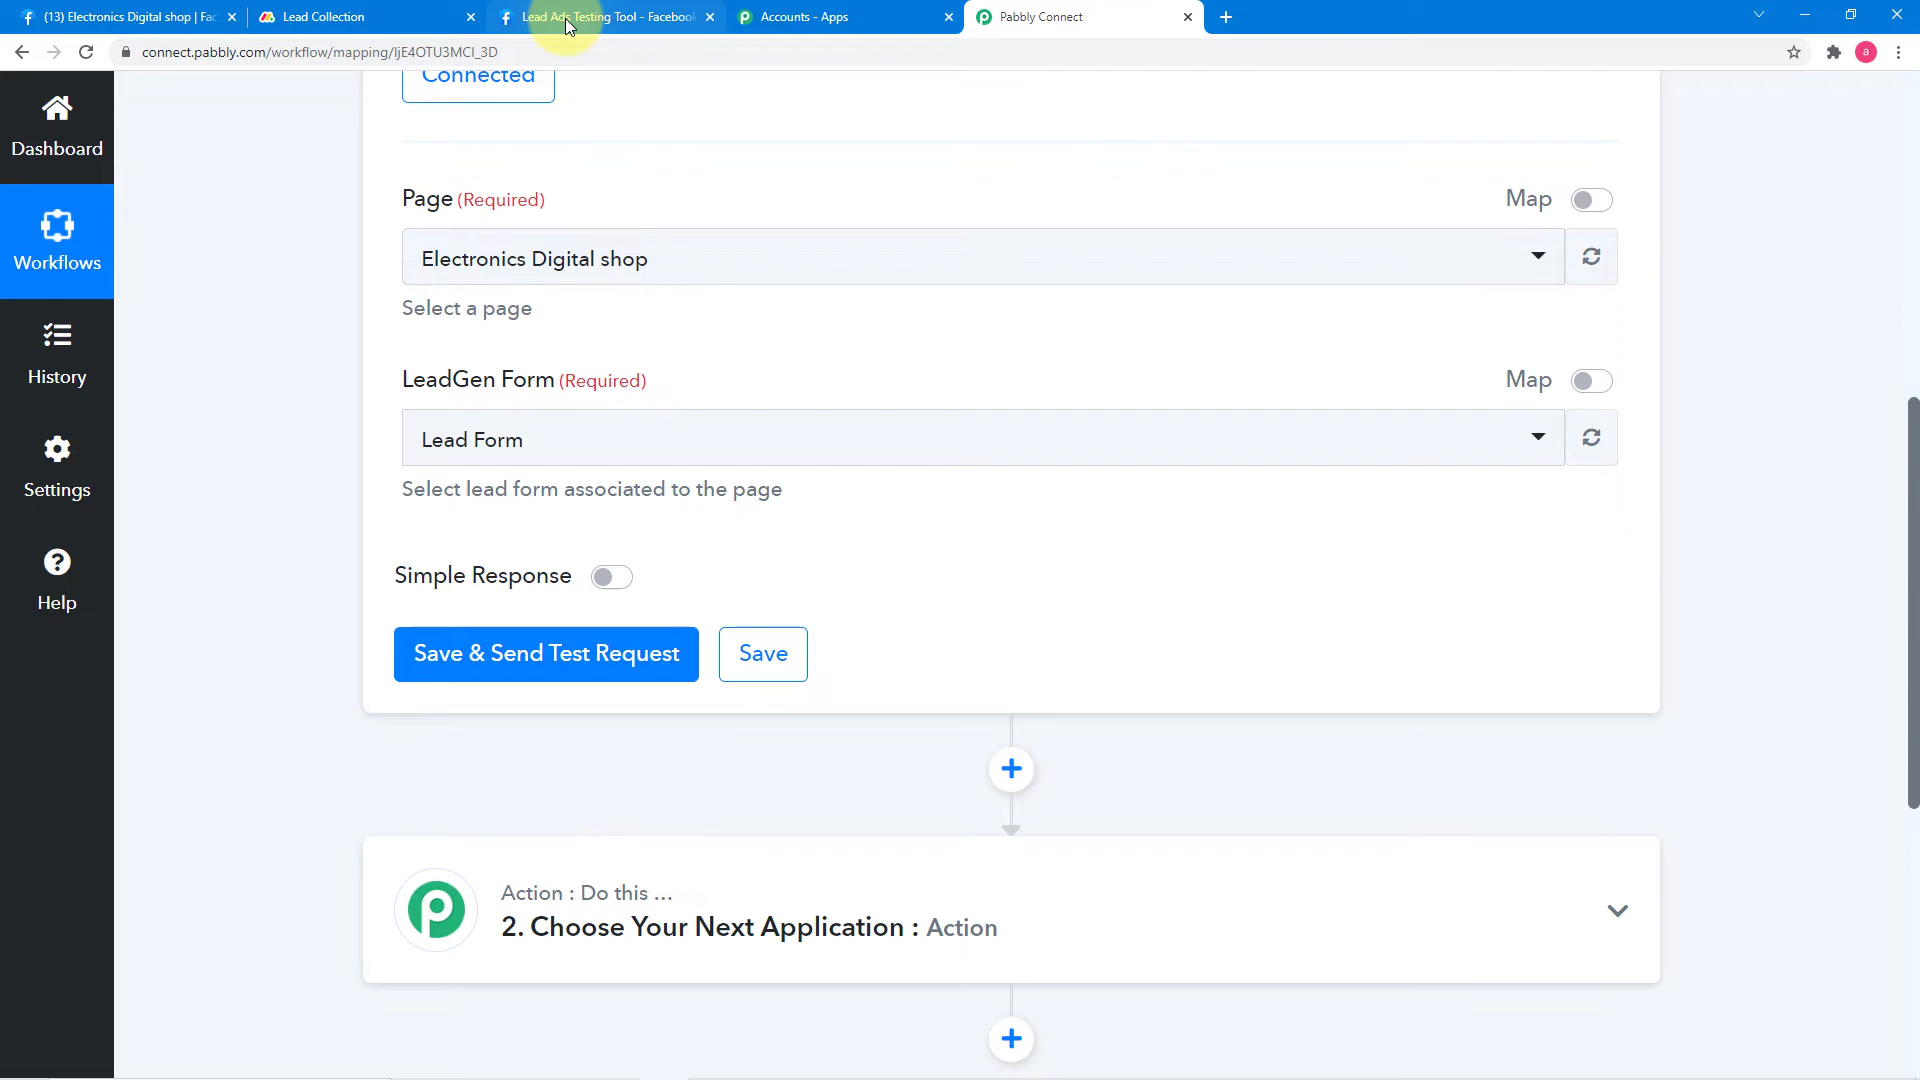 (13) Electronics Digital shop | Fac
Lead Collection
Lead Ads Testing Tool - Facebook
Accounts - Apps
Pabbly Connect
connect.pabbly.com/workflow/mapping/IjE4OTU3MCI_3D
a
Dashboard
Workflows
History
Settings
Help
Connected
Page (Required)
Map
Electronics Digital shop
Select a page
LeadGen Form (Required)
Map
Lead Form
Select lead form associated to the page
Simple Response
Save & Send Test Request
Save
Action : Do this ...
2. Choose Your Next Application : Action